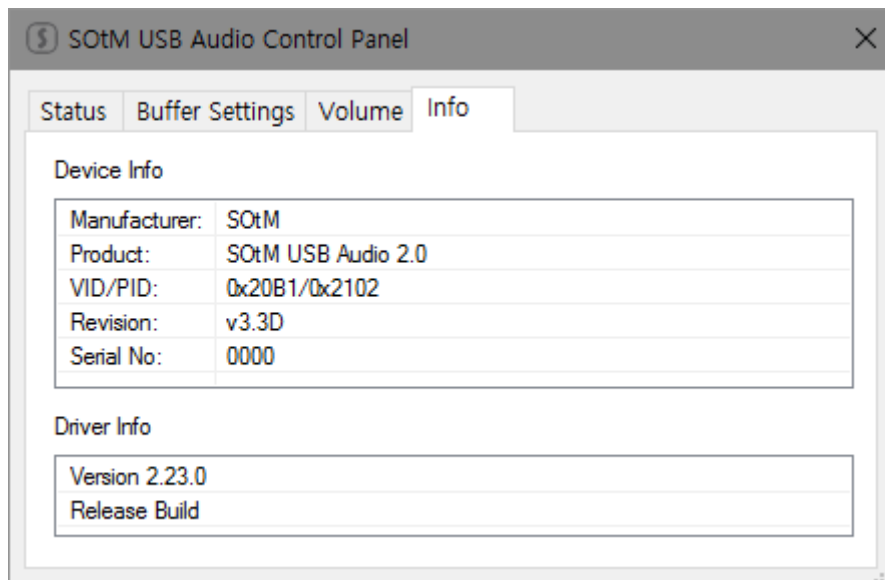 SOtM USB Audio Control Panel
Status Buffer Settings Volume Info
Device Info
Manufacturer: SOtM
Product: SOtM USB Audio 2.0
VID/PID: 0x20B1/0x2102
Revision: v3.3D
Serial No: 0000
Driver Info
Version 2.23.0
Release Build